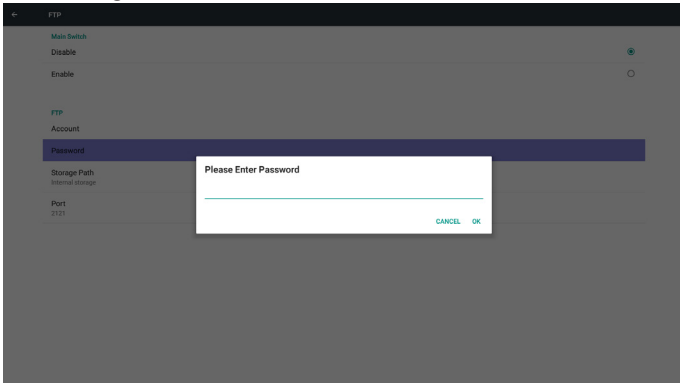 FTP
Main Switch
Disable
Enable
FTP
Account
Password
Storage Path
Internal storage
Port
2121
Please Enter Password
CANCEL OK